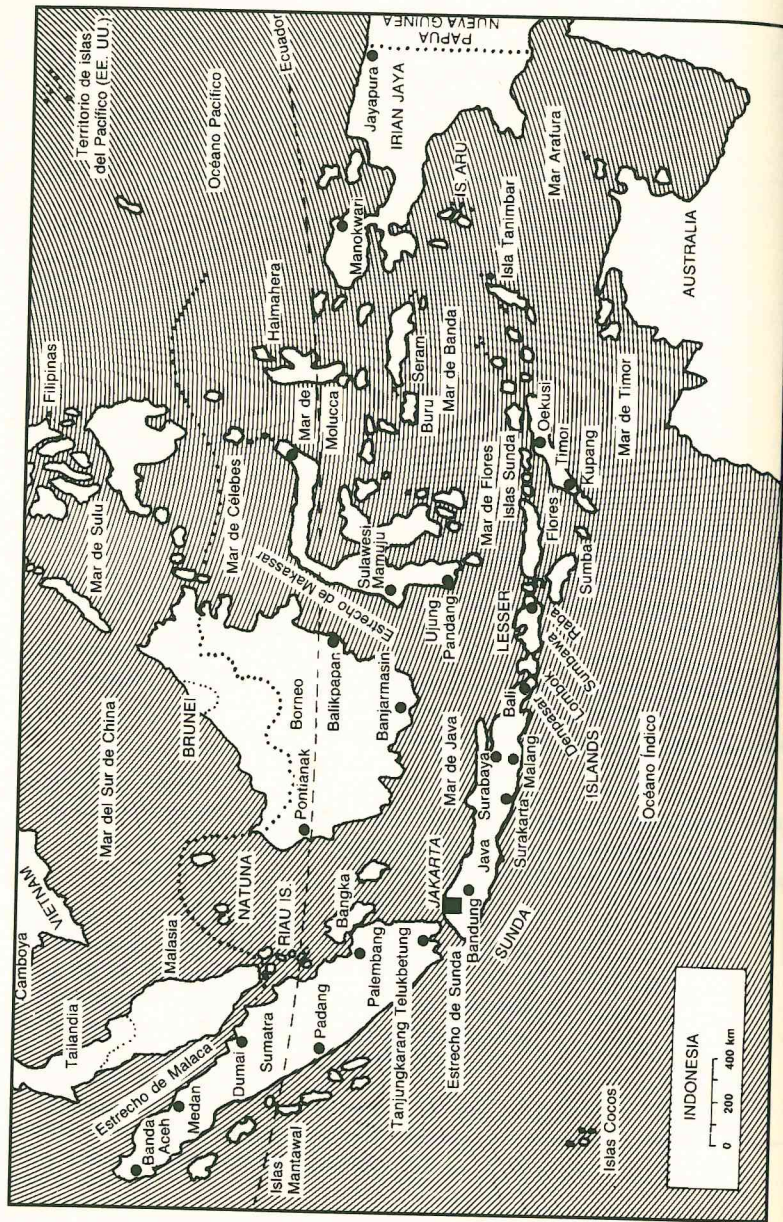 Camboya
VIETNAM
Tailandia
Malasia
Mar del Sur de China
Mar de Sulu
Filipinas
Territorio de islas
del Pacífico (EE. UU.)
Océano Pacífico
Ecuador
BRUNEI
NATUNA
RIAU IS.
Mar de Célebes
Halmahera
Mar de
Molucca
Manokwari
Jayapura
IRIAN JAYA
PAPUA
NUEVA GUINEA
Estrecho de Malaca
Banda
Aceh
Medan
Dumai
Sumatra
Padang
Islas
Mantawal
Bangka
Palembang
Tanjungkarang Telukbetung
Pontianak
Borneo
Balikpapan
Banjarmasin
Estrecho de Makassar
Sulawesi
Mamuju
Ujung
Pandang
Buru
Seram
Mar de Banda
IS ARU
Mar Arafura
Isla Tanimbar
JAKARTA
Estrecho de Sunda
Bandung
SUNDA
Mar de Java
Java
Surabaya
Surakarta
Malang
Bali
Denpasar
Lombok
Sumbawa
Raba
LESSER
ISLANDS
Mar de Flores
Islas Sunda
Flores
Sumba
Oekusi
Timor
Kupang
Mar de Timor
AUSTRALIA
Océano Índico
Islas Cocos
INDONESIA
0 200 400 km